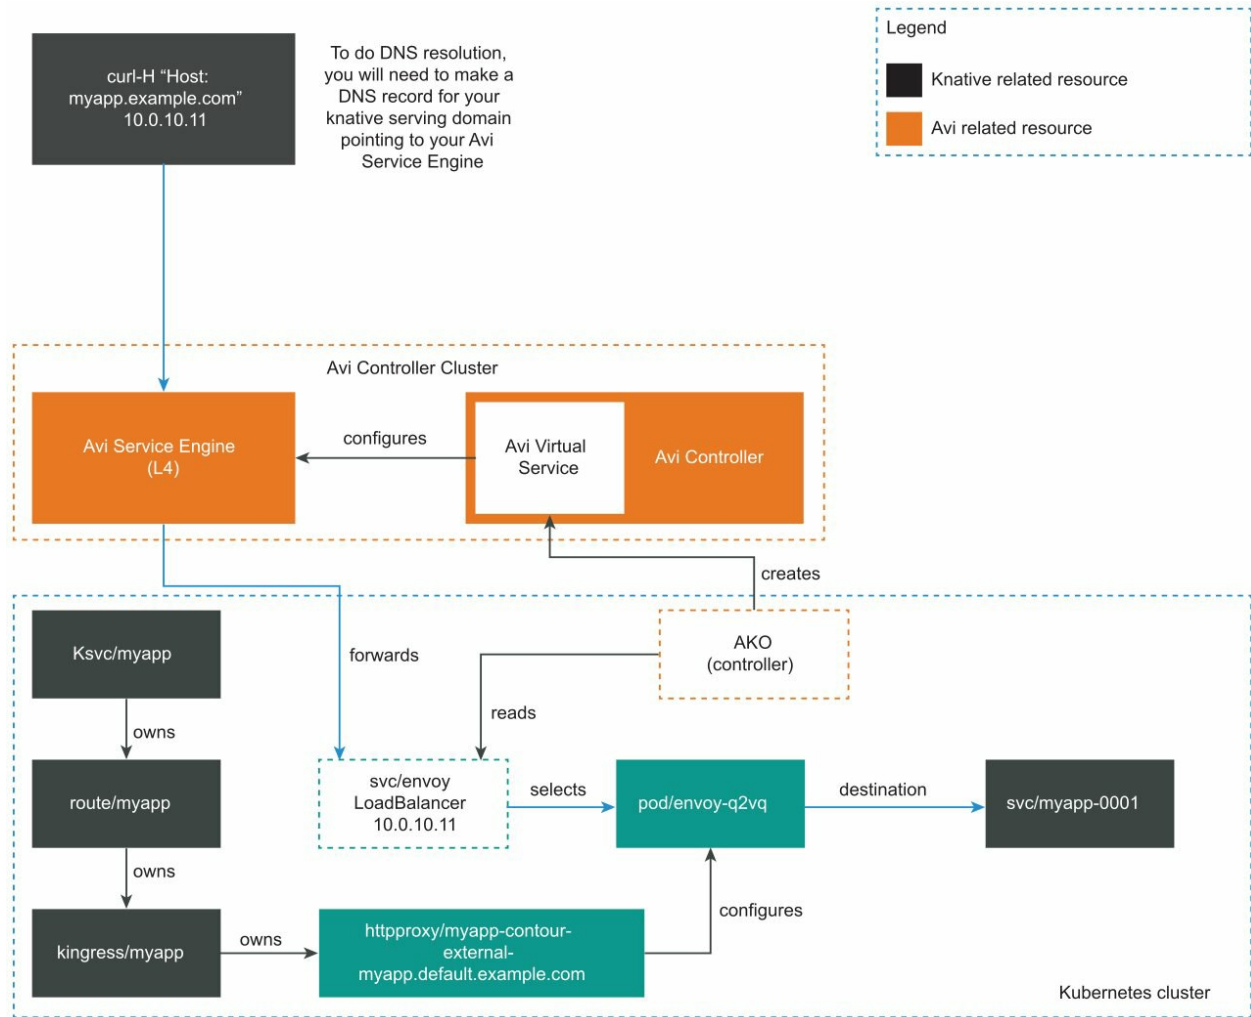 curl-H “Host:
myapp.example.com”
10.0.10.11
To do DNS resolution,
you will need to make a
DNS record for your
knative serving domain
pointing to your Avi
Service Engine
Legend
Knative related resource
Avi related resource
Avi Controller Cluster
Avi Service Engine
(L4)
configures
Avi Virtual
Service
Avi Controller
creates
Ksvc/myapp
forwards
AKO
(controller)
owns
reads
route/myapp
svc/envoy
LoadBalancer
10.0.10.11
selects
pod/envoy-q2vq
destination
svc/myapp-0001
owns
configures
kingress/myapp
owns
httpproxy/myapp-contour-
external-
myapp.default.example.com
Kubernetes cluster